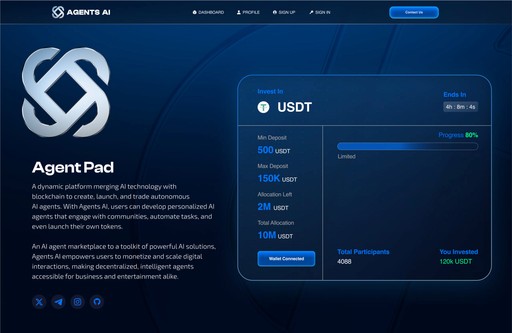 AGENTS AI
DASHBOARD
PROFILE
SIGN UP
SIGN IN
Contact Us
Agent Pad
A dynamic platform merging AI technology with
blockchain to create, launch, and trade autonomous
AI agents. With Agents AI, users can develop personalized AI
agents that engage with communities, automate tasks, and
even launch their own tokens.
An AI agent marketplace to a toolkit of powerful AI solutions,
Agents AI empowers users to monetize and scale digital
interactions, making decentralized, intelligent agents
accessible for business and entertainment alike.
Invest In
USDT
Ends In
4h : 8m : 4s
Min Deposit
500 USDT
Max Deposit
150K USDT
Allocation Left
2M USDT
Total Allocation
10M USDT
Wallet Connected
Progress 80%
Limited
Total Participants
4088
You Invested
120k USDT